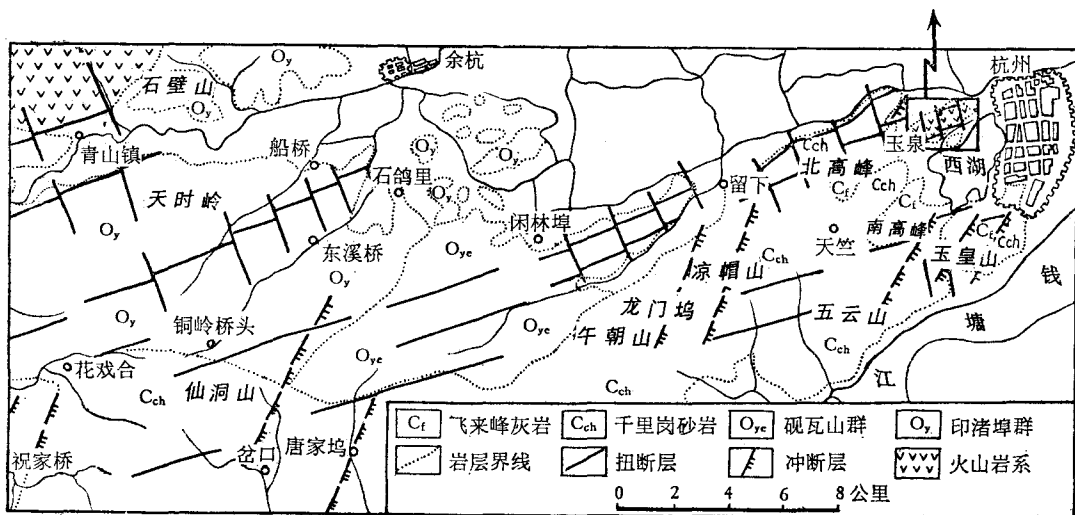 余杭
杭州
石壁山
Oy
Oy
青山镇
船桥
石鸽里
Oy
Oy
Oy
玉泉
西湖
Cch
北高峰
Cf
Cch
Cf
留下
天时岭
Oy
闲林埠
东溪桥
Oye
Oy
天竺
南高峰
玉皇山
Cf
Cch
凉帽山
Cch
龙门坞
午朝山
五云山
Cch
钱塘江
Oy
铜岭桥头
Oye
Oye
花戏合
仙洞山
Cch
Cch
祝家桥
岔口
唐家坞
Cf 飞来峰灰岩 Cch 千里岗砂岩 Oye 砚瓦山群 Oy 印渚埠群
岩层界线 扭断层 冲断层 火山岩系
0 2 4 6 8 公里